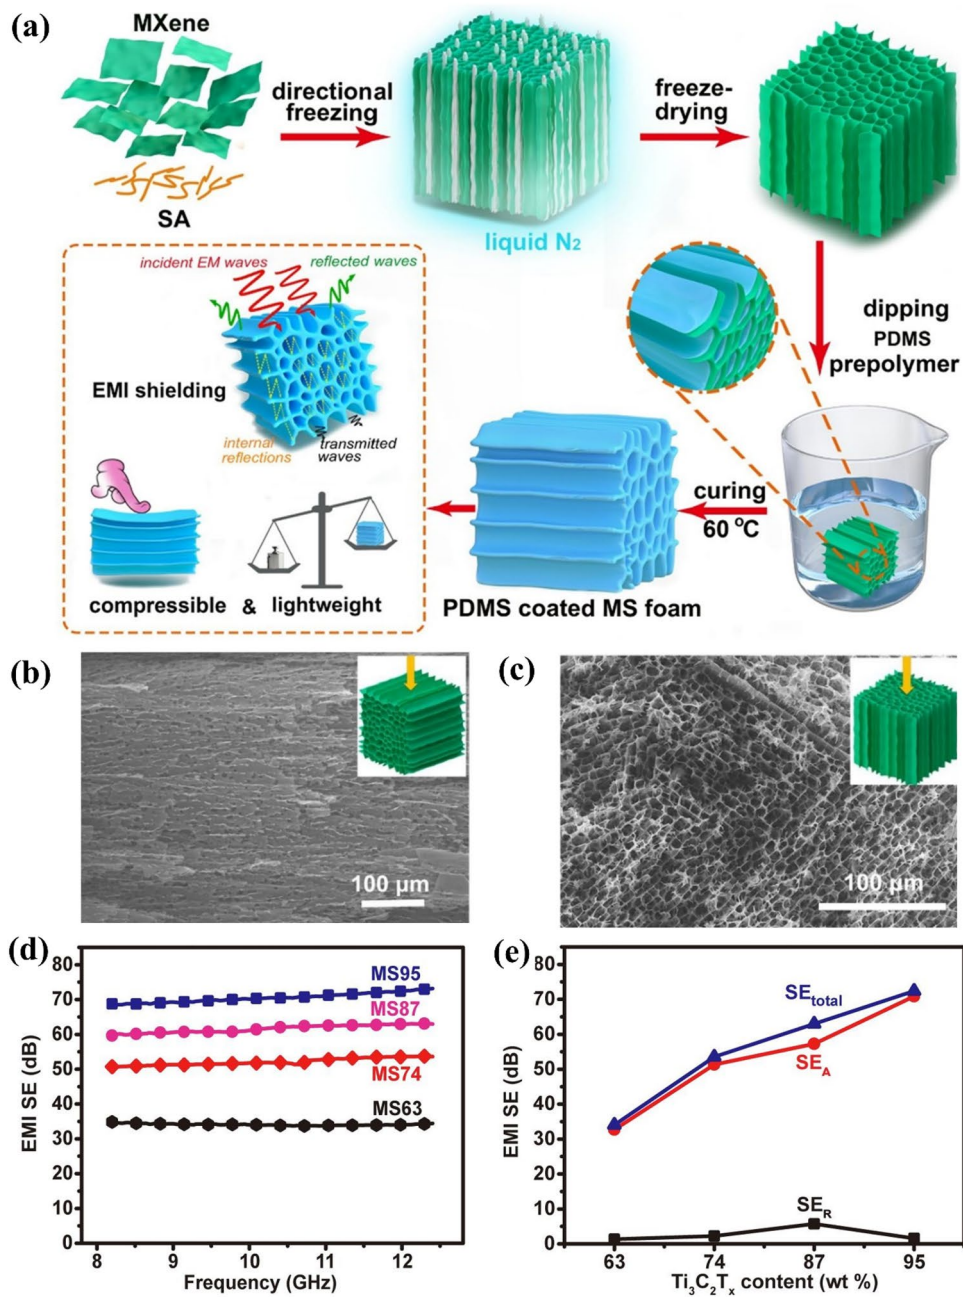 (a)
MXene
SA
directional
freezing
liquid N₂
freeze-
drying
dipping
PDMS
prepolymer
curing
60 °C
PDMS coated MS foam
incident EM waves
reflected waves
EMI shielding
internal
reflections
transmitted
waves
compressible & lightweight
(b)
100 μm
(c)
100 μm
(d)
EMI SE (dB)
80
70
60
50
40
30
20
10
0
MS95
MS87
MS74
MS63
8 9 10 11 12
Frequency (GHz)
(e)
EMI SE (dB)
80
70
60
50
40
30
20
10
0
SEtotal
SEA
SER
63 74 87 95
Ti₃C₂Tₓ content (wt %)